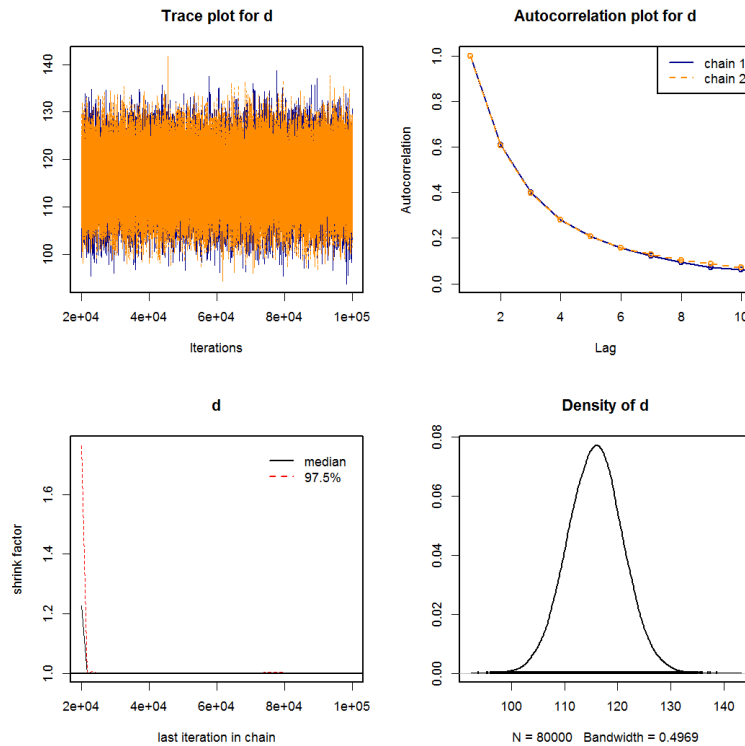 Trace plot for d
140
130
120
110
100
2e+04 4e+04 6e+04 8e+04 1e+05
Iterations
Autocorrelation plot for d
chain 1
chain 2
Autocorrelation
1.0
0.8
0.6
0.4
0.2
0.0
2 4 6 8 10
Lag
d
median
97.5%
shrink factor
1.6
1.4
1.2
1.0
2e+04 4e+04 6e+04 8e+04 1e+05
last iteration in chain
Density of d
0.08
0.06
0.04
0.02
0.00
100 110 120 130 140
N = 80000 Bandwidth = 0.4969